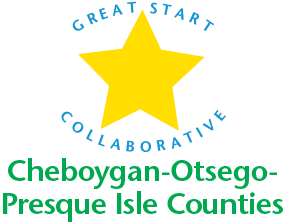 GREAT START
COLLABORATIVE
Cheboygan-Otsego-
Presque Isle Counties